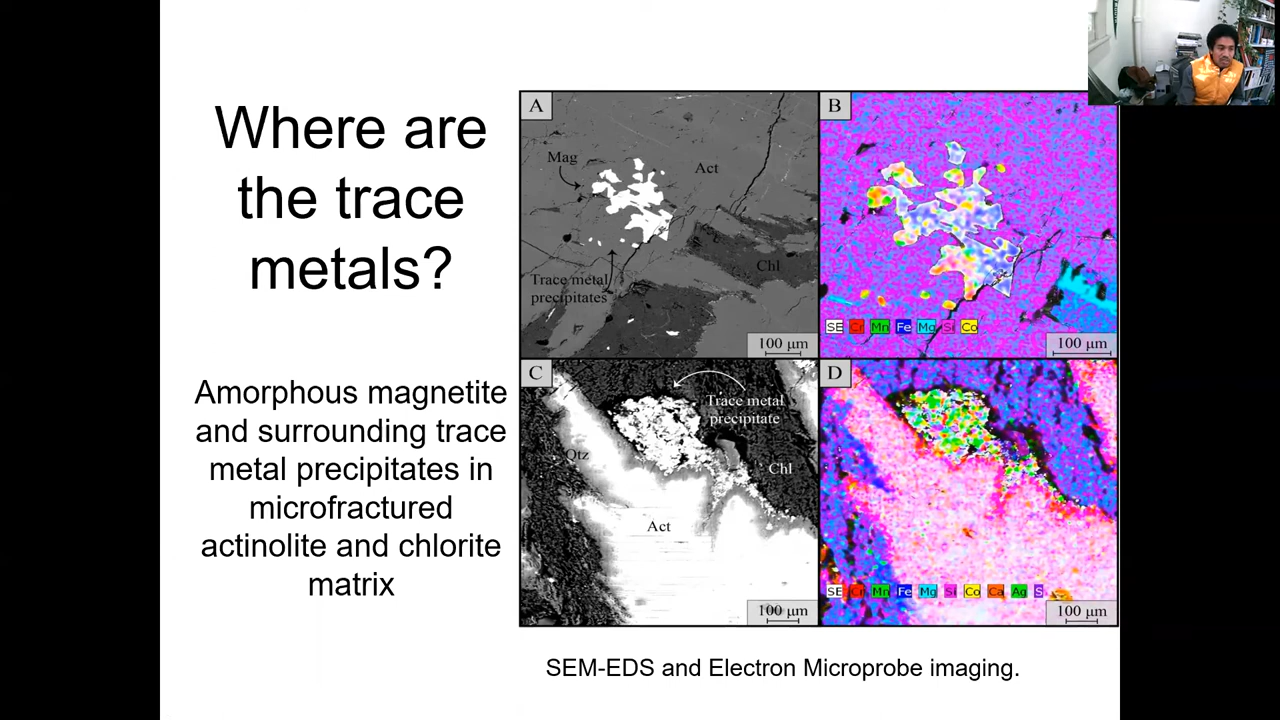 Where are
the trace
metals?
Amorphous magnetite
and surrounding trace
metal precipitates in
microfractured
actinolite and chlorite
matrix
A
Mag
Act
Chl
Trace metal
precipitates
100 μm
B
SE Cr Mn Fe Mg Si Co
100 μm
C
Trace metal
precipitate
Qtz
Chl
Act
100 μm
D
SE Cr Mn Fe Mg Si Co Ca Ag S
100 μm
SEM-EDS and Electron Microprobe imaging.